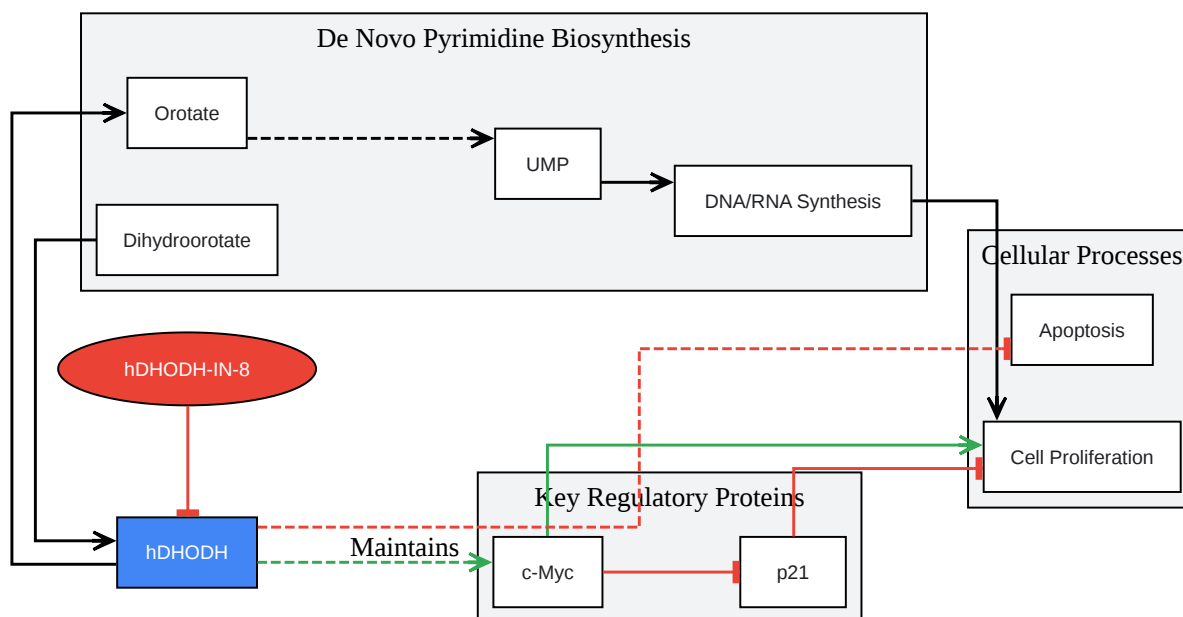 De Novo Pyrimidine Biosynthesis
Orotate
UMP
DNA/RNA Synthesis
Dihydroorotate
Cellular Processes
Apoptosis
hDHODH-IN-8
Cell Proliferation
Key Regulatory Proteins
hDHODH
Maintains
c-Myc
p21